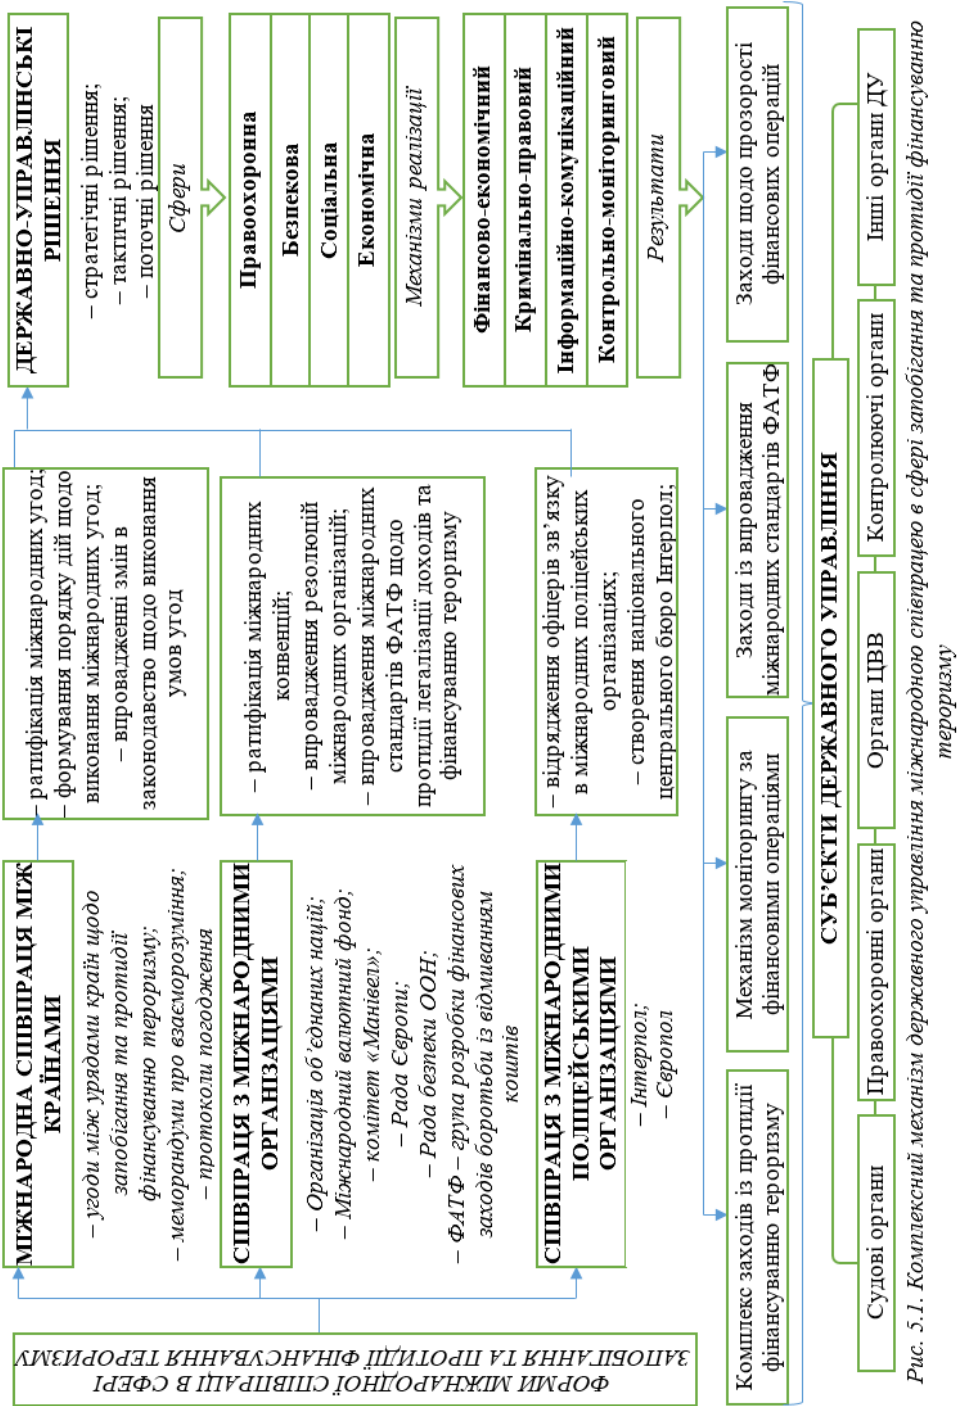 ФОРМИ МІЖНАРОДНОЇ СПІВПРАЦІ В СФЕРІ
ЗАПОБІГАННЯ ТА ПРОТИДІЇ ФІНАНСУВАННЯ ТЕРОРИЗМУ
МІЖНАРОДНА СПІВПРАЦЯ МІЖ
КРАЇНАМИ
– угоди між урядами країн щодо
запобігання та протидії
фінансуванню тероризму;
– меморандуми про взаєморозуміння;
– протоколи погодження
СПІВПРАЦЯ З МІЖНАРОДНИМИ
ОРГАНІЗАЦІЯМИ
– Організація об'єднаних націй;
– Міжнародний валютний фонд;
– комітет «Манівел»;
– Рада Європи;
– Рада безпеки ООН;
– ФАТФ – група розробки фінансових
заходів боротьби із відмиванням
коштів
СПІВПРАЦЯ З МІЖНАРОДНИМИ
ПОЛІЦЕЙСЬКИМИ
ОРГАНІЗАЦІЯМИ
– Інтерпол;
– Європол
– ратифікація міжнародних угод;
– формування порядку дій щодо
виконання міжнародних угод;
– впровадженні змін в
законодавство щодо виконання
умов угод
– ратифікація міжнародних
конвенцій;
– впровадження резолюцій
міжнародних організацій;
– впровадження міжнародних
стандартів ФАТФ щодо
протидії легалізації доходів та
фінансуванню тероризму
– відрядження офіцерів зв'язку
в міжнародних поліцейських
організаціях;
– створення національного
центрального бюро Інтерпол;
ДЕРЖАВНО-УПРАВЛІНСЬКІ
РІШЕННЯ
– стратегічні рішення;
– тактичні рішення;
– поточні рішення
Сфери
Правоохоронна
Безпекова
Соціальна
Економічна
Механізми реалізації
Фінансово-економічний
Кримінально-правовий
Інформаційно-комунікаційний
Контрольно-моніторинговий
Результати
Комплекс заходів із протидії
фінансуванню тероризму
Механізм моніторингу за
фінансовими операціями
Заходи із впровадження
міжнародних стандартів ФАТФ
Заходи щодо прозорості
фінансових операцій
СУБ'ЄКТИ ДЕРЖАВНОГО УПРАВЛІННЯ
Судові органи
Правоохоронні органи
Органи ЦВВ
Контролюючі органи
Інші органи ДУ
Рис. 5.1. Комплексний механізм державного управління міжнародною співпрацею в сфері запобігання та протидії фінансуванню
тероризму